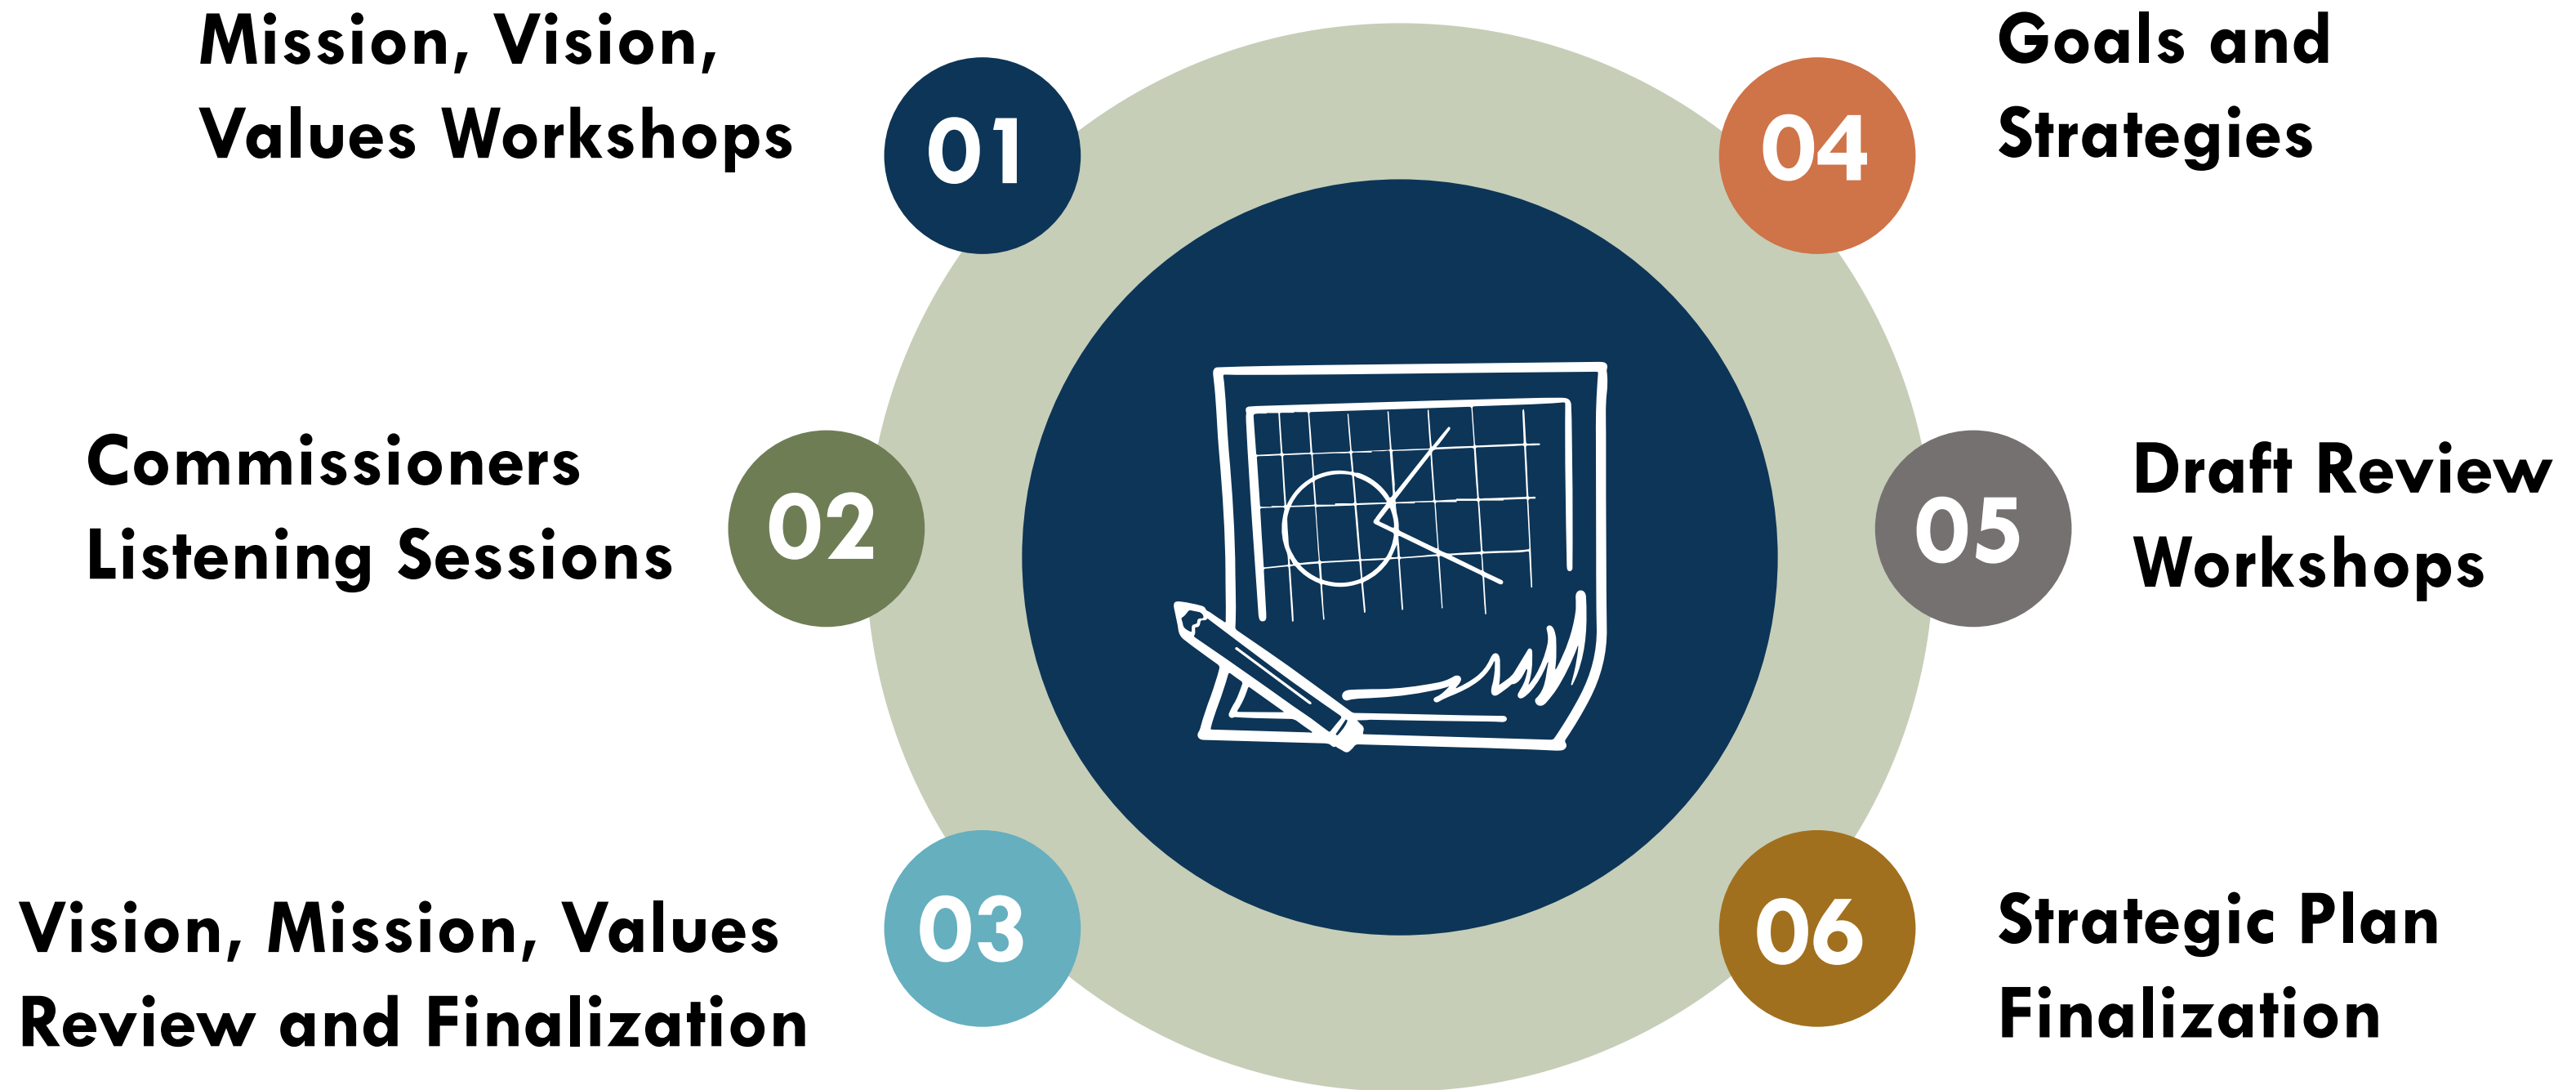 Mission, Vision,
Values Workshops
01
Commissioners
Listening Sessions
02
Vision, Mission, Values
Review and Finalization
03
04
Goals and
Strategies
05
Draft Review
Workshops
06
Strategic Plan
Finalization